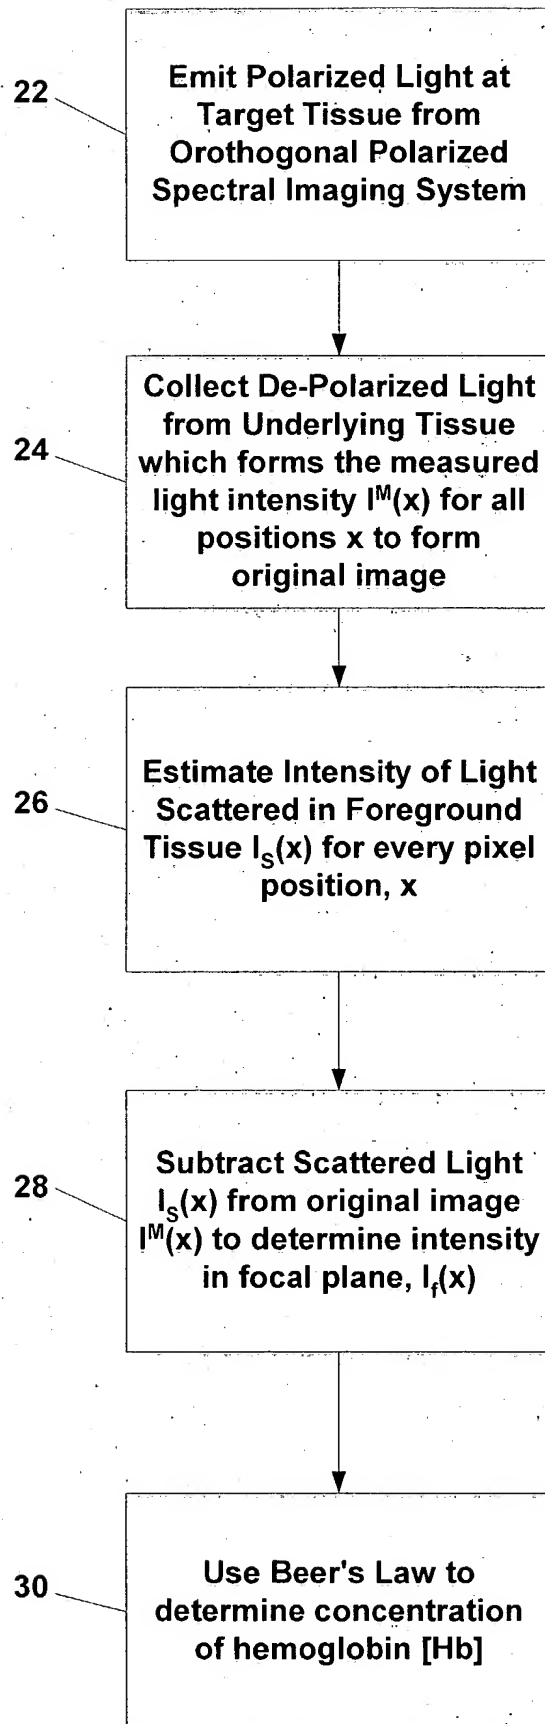 22
Emit Polarized Light at
Target Tissue from
Orothogonal Polarized
Spectral Imaging System
24
Collect De-Polarized Light
from Underlying Tissue
which forms the measured
light intensity I^M(x) for all
positions x to form
original image
26
Estimate Intensity of Light
Scattered in Foreground
Tissue I_S(x) for every pixel
position, x
28
Subtract Scattered Light
I_S(x) from original image
I^M(x) to determine intensity
in focal plane, I_f(x)
30
Use Beer's Law to
determine concentration
of hemoglobin [Hb]